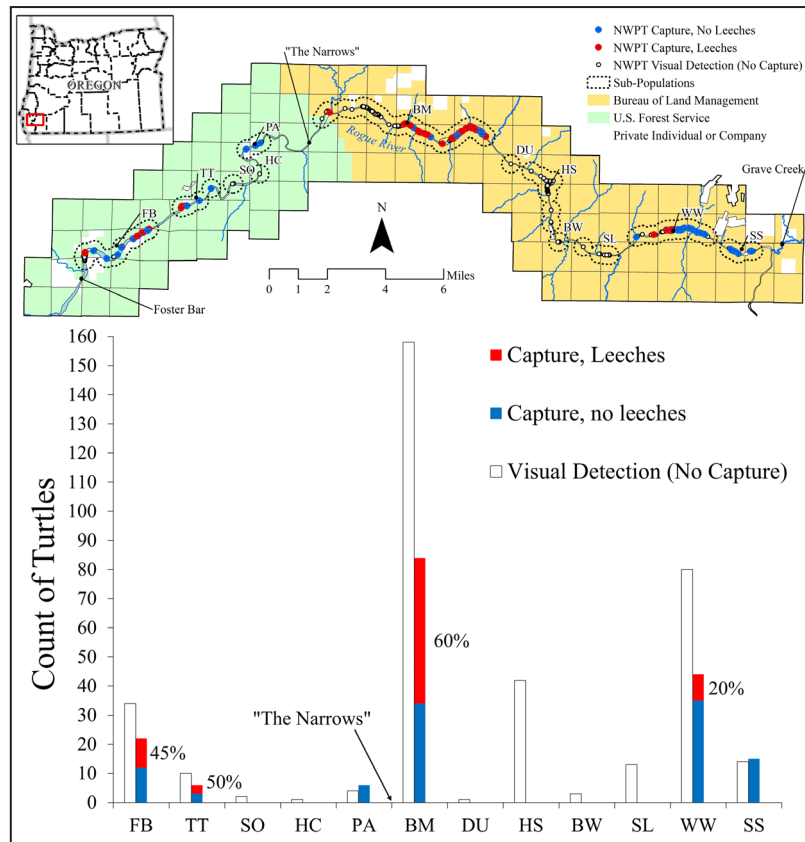 OREGON
"The Narrows"
NWPT Capture, No Leeches
NWPT Capture, Leeches
NWPT Visual Detection (No Capture)
Sub-Populations
Bureau of Land Management
U.S. Forest Service
Private Individual or Company
PA
BM
Rogue River
HC
SO
TT
DU
HS
Grave Creek
FB
N
BW
SL
WW
SS
Foster Bar
Miles
0 1 2 4 6
Count of Turtles
160
150
140
130
120
110
100
90
80
70
60
50
40
30
20
10
0
Capture, Leeches
Capture, no leeches
Visual Detection (No Capture)
60%
"The Narrows"
20%
45%
50%
FB TT SO HC PA BM DU HS BW SL WW SS